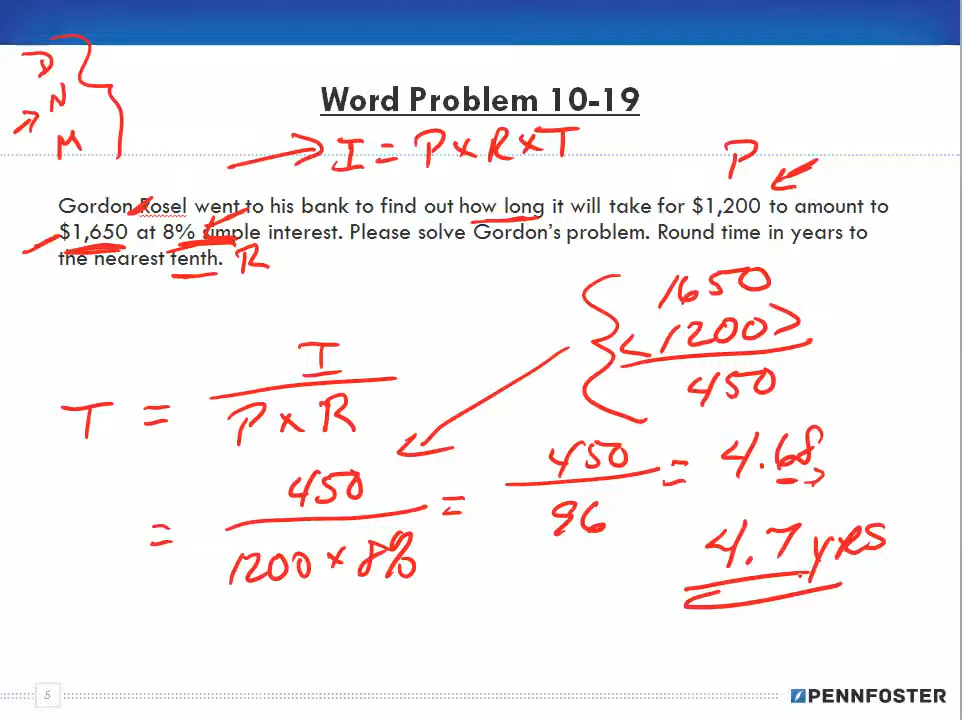 D
N
M
Word Problem 10-19
I = P x R x T
P
Gordon Rosel went to his bank to find out how long it will take for $1,200 to amount to
$1,650 at 8% simple interest. Please solve Gordon's problem. Round time in years to
the nearest tenth.
R
1650
<1200>
450
T = I / P x R
= 450 / 1200 x 8% = 450 / 96 = 4.68
4.7 yrs
5
PENNFOSTER